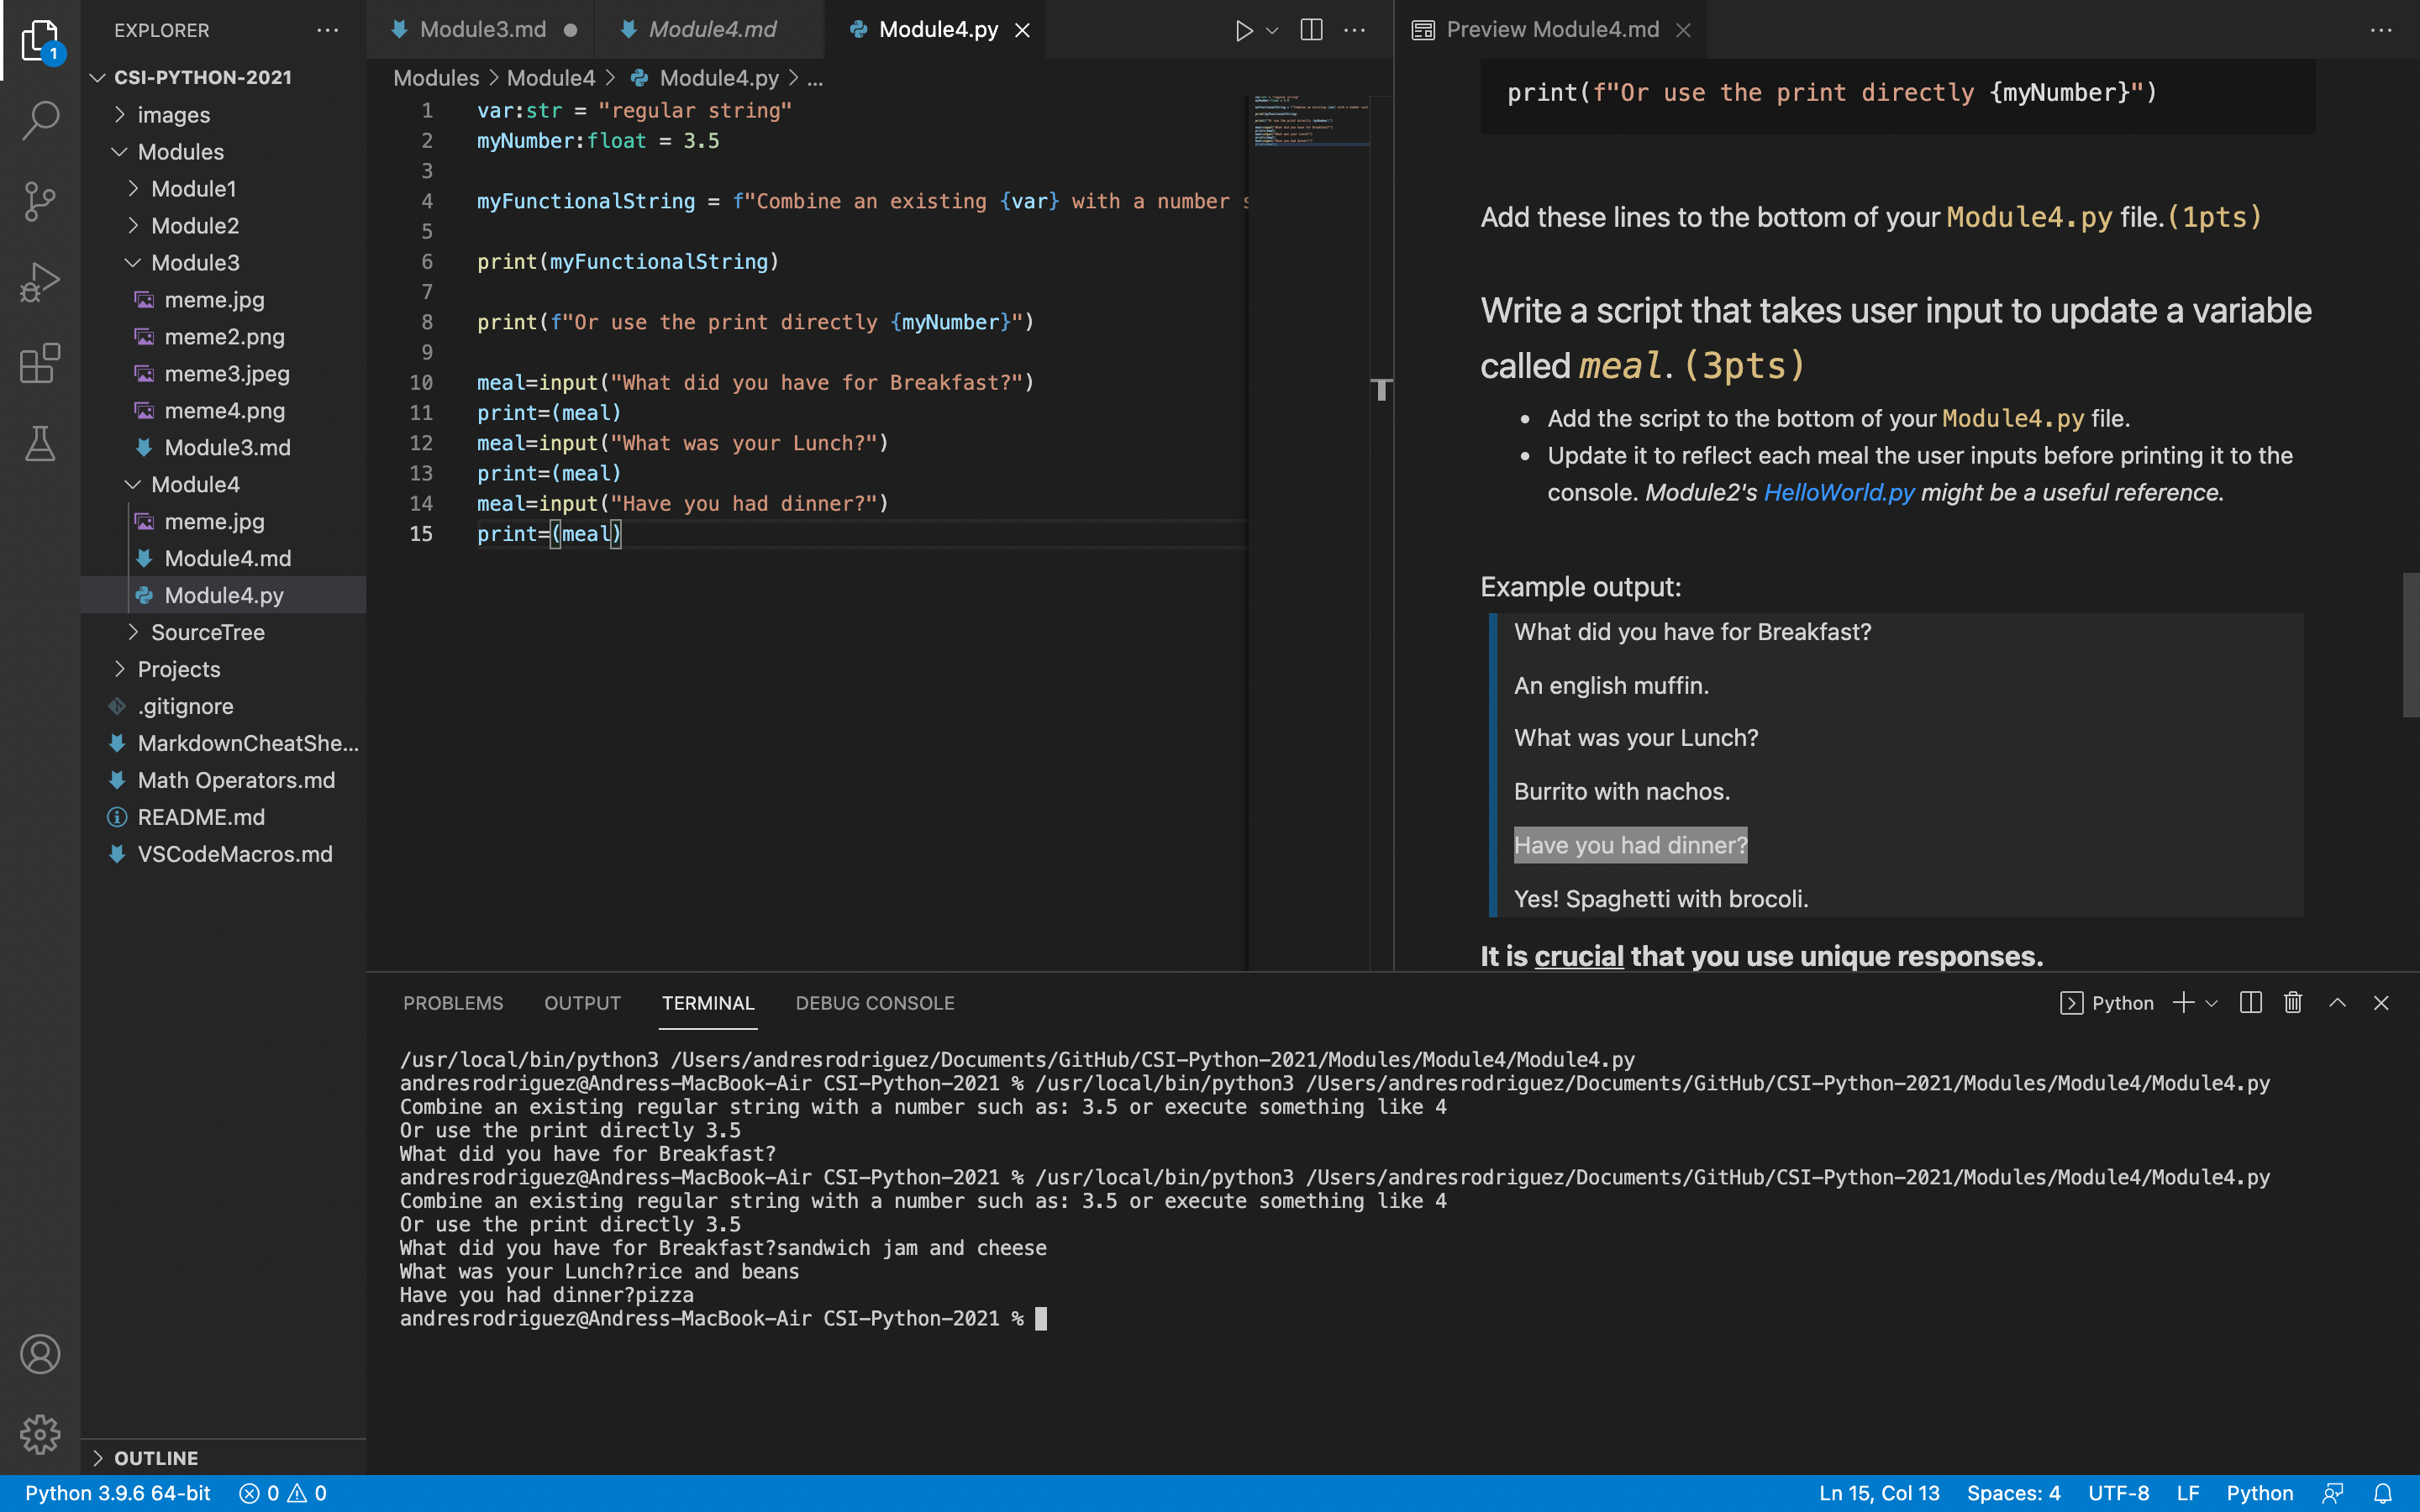 EXPLORER
CSI-PYTHON-2021
images
Modules
Module1
Module2
Module3
meme.jpg
meme2.png
meme3.jpeg
meme4.png
Module3.md
Module4
meme.jpg
Module4.md
Module4.py
SourceTree
Projects
.gitignore
MarkdownCheatShe...
Math Operators.md
README.md
VSCodeMacros.md
OUTLINE
1
Module3.md
Module4.md
Module4.py
Modules > Module4 > Module4.py > ...
1 var:str = "regular string"
2 myNumber:float = 3.5
3
4 myFunctionalString = f"Combine an existing {var} with a number s
5
6 print(myFunctionalString)
7
8 print(f"Or use the print directly {myNumber}")
9
10 meal=input("What did you have for Breakfast?")
11 print=(meal)
12 meal=input("What was your Lunch?")
13 print=(meal)
14 meal=input("Have you had dinner?")
15 print=(meal)
Preview Module4.md
print(f"Or use the print directly {myNumber}")
Add these lines to the bottom of your Module4.py file.(1pts)
Write a script that takes user input to update a variable
called meal. (3pts)
• Add the script to the bottom of your Module4.py file.
• Update it to reflect each meal the user inputs before printing it to the
console. Module2's HelloWorld.py might be a useful reference.
Example output:
What did you have for Breakfast?
An english muffin.
What was your Lunch?
Burrito with nachos.
Have you had dinner?
Yes! Spaghetti with brocoli.
It is crucial that you use unique responses.
PROBLEMS OUTPUT TERMINAL DEBUG CONSOLE
Python
/usr/local/bin/python3 /Users/andresrodriguez/Documents/GitHub/CSI-Python-2021/Modules/Module4/Module4.py
andresrodriguez@Andress-MacBook-Air CSI-Python-2021 % /usr/local/bin/python3 /Users/andresrodriguez/Documents/GitHub/CSI-Python-2021/Modules/Module4/Module4.py
Combine an existing regular string with a number such as: 3.5 or execute something like 4
Or use the print directly 3.5
What did you have for Breakfast?
andresrodriguez@Andress-MacBook-Air CSI-Python-2021 % /usr/local/bin/python3 /Users/andresrodriguez/Documents/GitHub/CSI-Python-2021/Modules/Module4/Module4.py
Combine an existing regular string with a number such as: 3.5 or execute something like 4
Or use the print directly 3.5
What did you have for Breakfast?sandwich jam and cheese
What was your Lunch?rice and beans
Have you had dinner?pizza
andresrodriguez@Andress-MacBook-Air CSI-Python-2021 %
Python 3.9.6 64-bit 0 0
Ln 15, Col 13 Spaces: 4 UTF-8 LF Python